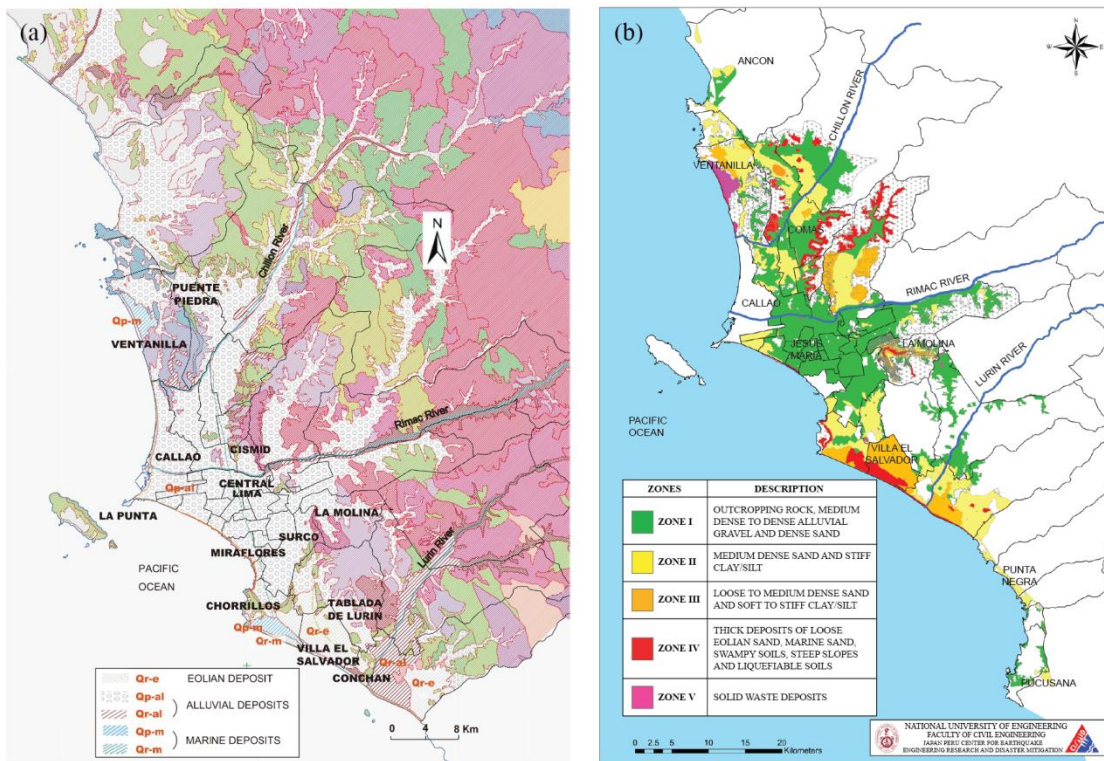 (a)
N
Chillon River
PUENTE
PIEDRA
Qp-m
VENTANILLA
Rimac River
CALLAO
CISMID
Qp-al
CENTRAL
LIMA
LA PUNTA
LA MOLINA
SURCO
Lurin River
MIRAFLORES
PACIFIC
OCEAN
CHORRILLOS
TABLADA
DE LURIN
Qp-m
Qr-m
Qr-e
VILLA EL
SALVADOR
Qr-al
CONCHAN
Qr-e
Qr-e EOLIAN DEPOSIT
Qp-al
Qr-al
ALLUVIAL DEPOSITS
Qp-m
Qr-m
MARINE DEPOSITS
0 4 8 Km
(b)
N
W E
S
ANCON
CHILLON RIVER
VENTANILLA
COMAS
CALLAO
RIMAC RIVER
JESUS
MARIA
LA MOLINA
LURIN RIVER
PACIFIC
OCEAN
VILLA EL
SALVADOR
PUNTA
NEGRA
PUCUSANA
ZONES DESCRIPTION
ZONE I OUTCROPPING ROCK, MEDIUM
DENSE TO DENSE ALLUVIAL
GRAVEL AND DENSE SAND
ZONE II MEDIUM DENSE SAND AND STIFF
CLAY/SILT
ZONE III LOOSE TO MEDIUM DENSE SAND
AND SOFT TO STIFF CLAY/SILT
ZONE IV THICK DEPOSITS OF LOOSE
EOLIAN SAND, MARINE SAND,
SWAMPY SOILS, STEEP SLOPES
AND LIQUEFIABLE SOILS
ZONE V SOLID WASTE DEPOSITS
0 2.5 5 10 15 20
Kilometers
NATIONAL UNIVERSITY OF ENGINEERING
FACULTY OF CIVIL ENGINEERING
JAPAN PERU CENTER FOR EARTHQUAKE
ENGINEERING RESEARCH AND DISASTER MITIGATION
CISMID